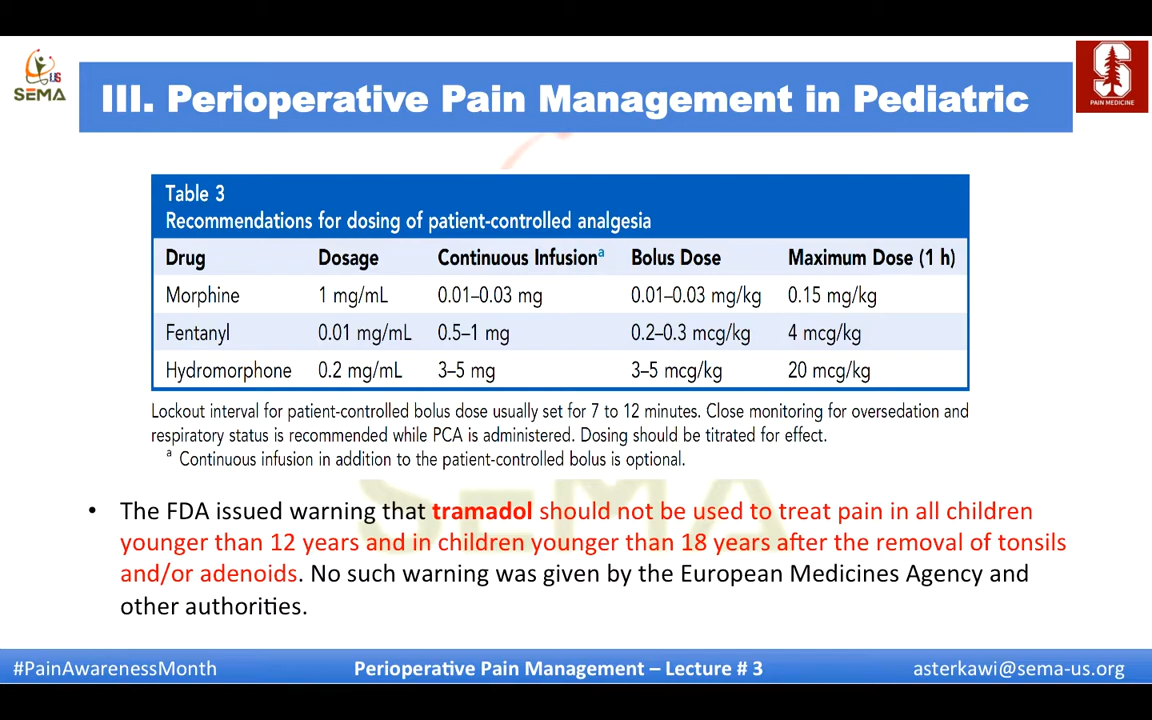 US
SEMA
III. Perioperative Pain Management in Pediatric
S
PAIN MEDICINE
Table 3
Recommendations for dosing of patient-controlled analgesia
Drug Dosage Continuous Infusionᵃ Bolus Dose Maximum Dose (1 h)
Morphine 1 mg/mL 0.01–0.03 mg 0.01–0.03 mg/kg 0.15 mg/kg
Fentanyl 0.01 mg/mL 0.5–1 mg 0.2–0.3 mcg/kg 4 mcg/kg
Hydromorphone 0.2 mg/mL 3–5 mg 3–5 mcg/kg 20 mcg/kg
Lockout interval for patient-controlled bolus dose usually set for 7 to 12 minutes. Close monitoring for oversedation and
respiratory status is recommended while PCA is administered. Dosing should be titrated for effect.
ᵃ Continuous infusion in addition to the patient-controlled bolus is optional.
SEMA
• The FDA issued warning that tramadol should not be used to treat pain in all children
younger than 12 years and in children younger than 18 years after the removal of tonsils
and/or adenoids. No such warning was given by the European Medicines Agency and
other authorities.
#PainAwarenessMonth Perioperative Pain Management – Lecture # 3 asterkawi@sema-us.org